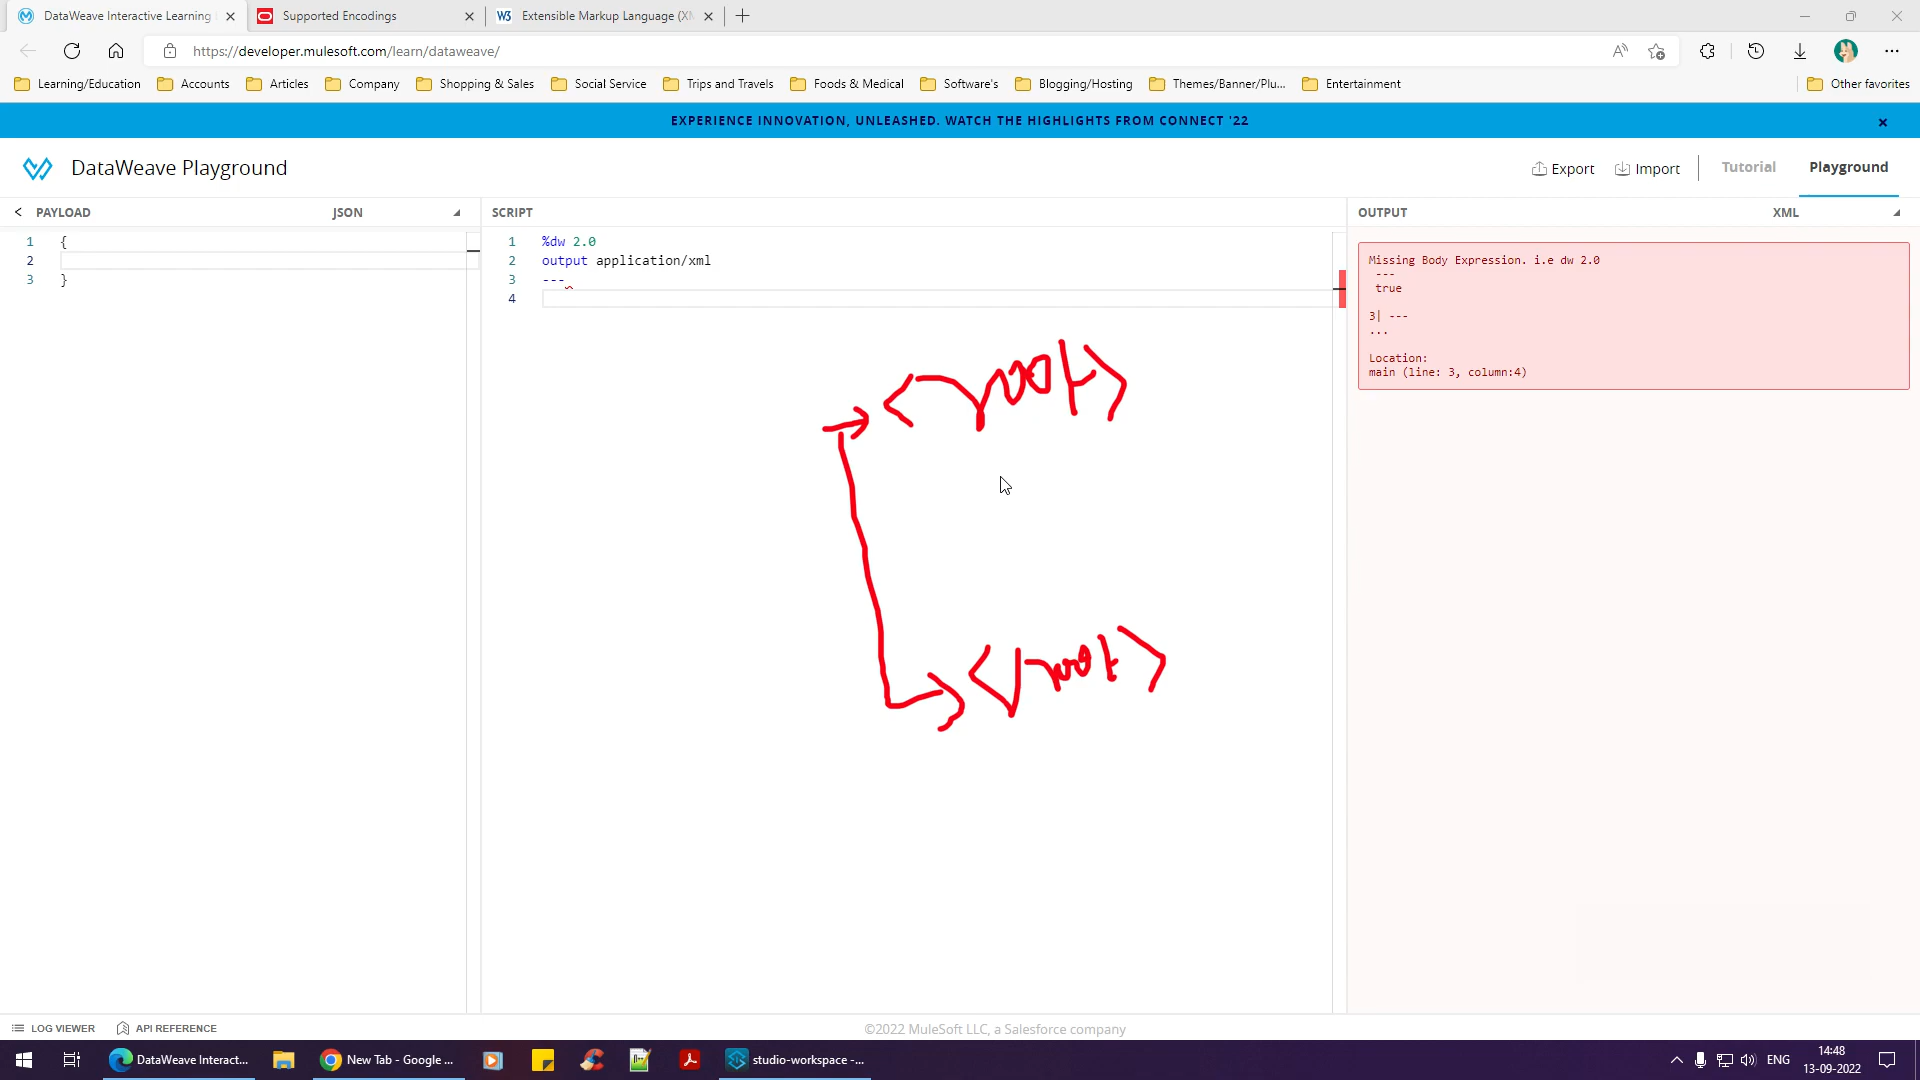 DataWeave Interactive Learning
Supported Encodings
W3 Extensible Markup Language (XM
https://developer.mulesoft.com/learn/dataweave/
Learning/Education Accounts Articles Company Shopping & Sales Social Service Trips and Travels Foods & Medical Software's Blogging/Hosting Themes/Banner/Plu... Entertainment Other favorites
EXPERIENCE INNOVATION, UNLEASHED. WATCH THE HIGHLIGHTS FROM CONNECT '22
DataWeave Playground
Export Import Tutorial Playground
PAYLOAD JSON
1 {
2
3 }
SCRIPT
1 %dw 2.0
2 output application/xml
3 ---
4
<root>
</root>
OUTPUT XML
Missing Body Expression. i.e dw 2.0
---
true
3| ---
...
Location:
main (line: 3, column:4)
LOG VIEWER API REFERENCE
©2022 MuleSoft LLC, a Salesforce company
DataWeave Interact...
New Tab - Google ...
studio-workspace -...
ENG
14:48
13-09-2022